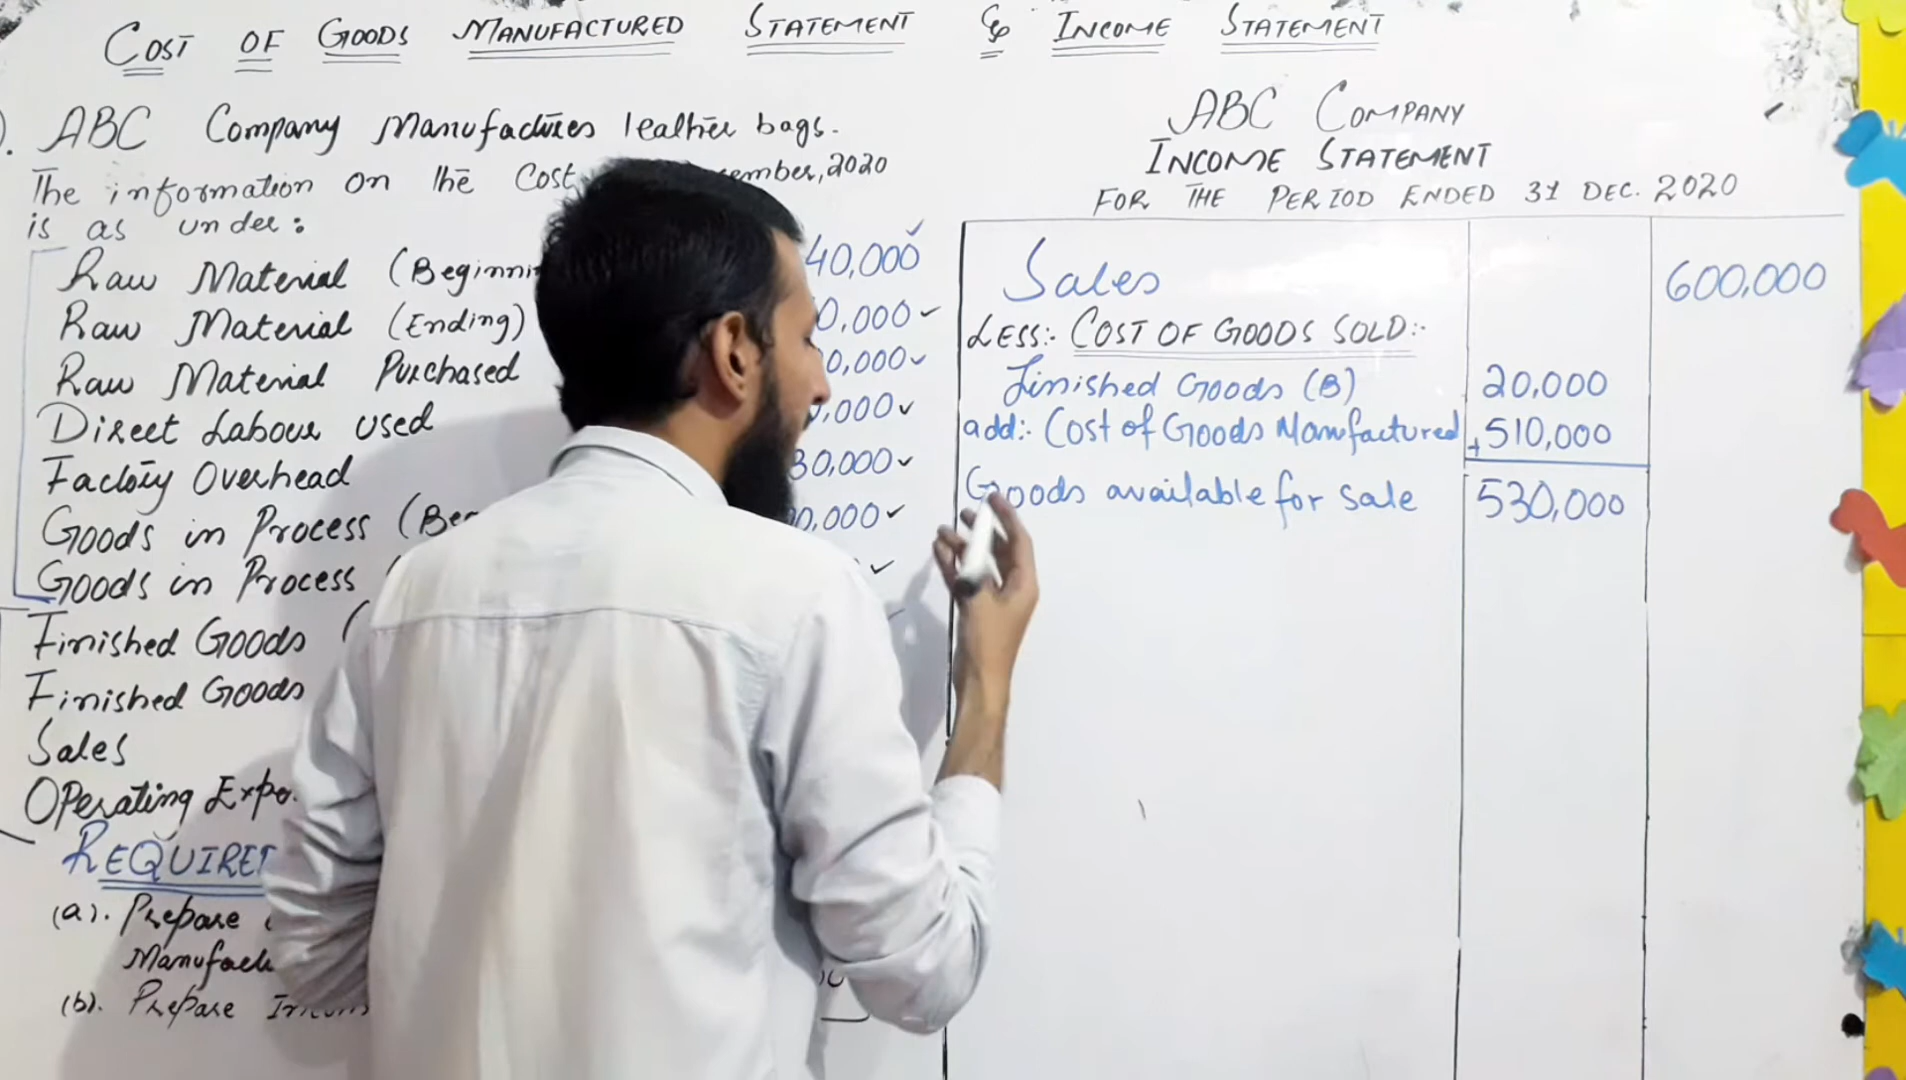 COST OF GOODS MANUFACTURED STATEMENT & INCOME STATEMENT
). ABC Company Manufactures leather bags.
The information on the Cost ember, 2020
is as under:
Raw Material (Beginni 40,000
Raw Material (Ending) 0,000
Raw Material Purchased 0,000
Direct Labour used ,000
Factory Overhead 30,000
Goods in Process (Be 0,000
Goods in Process (
Finished Goods (
Finished Goods
Sales
Operating Expe
REQUIRE
(a). Prepare
Manufact
(b). Prepare Incom
ABC COMPANY
INCOME STATEMENT
FOR THE PERIOD ENDED 31 DEC. 2020
Sales 600,000
LESS:- COST OF GOODS SOLD:-
Finished Goods (B) 20,000
add:- Cost of Goods Manufactured +510,000
Goods available for sale 530,000